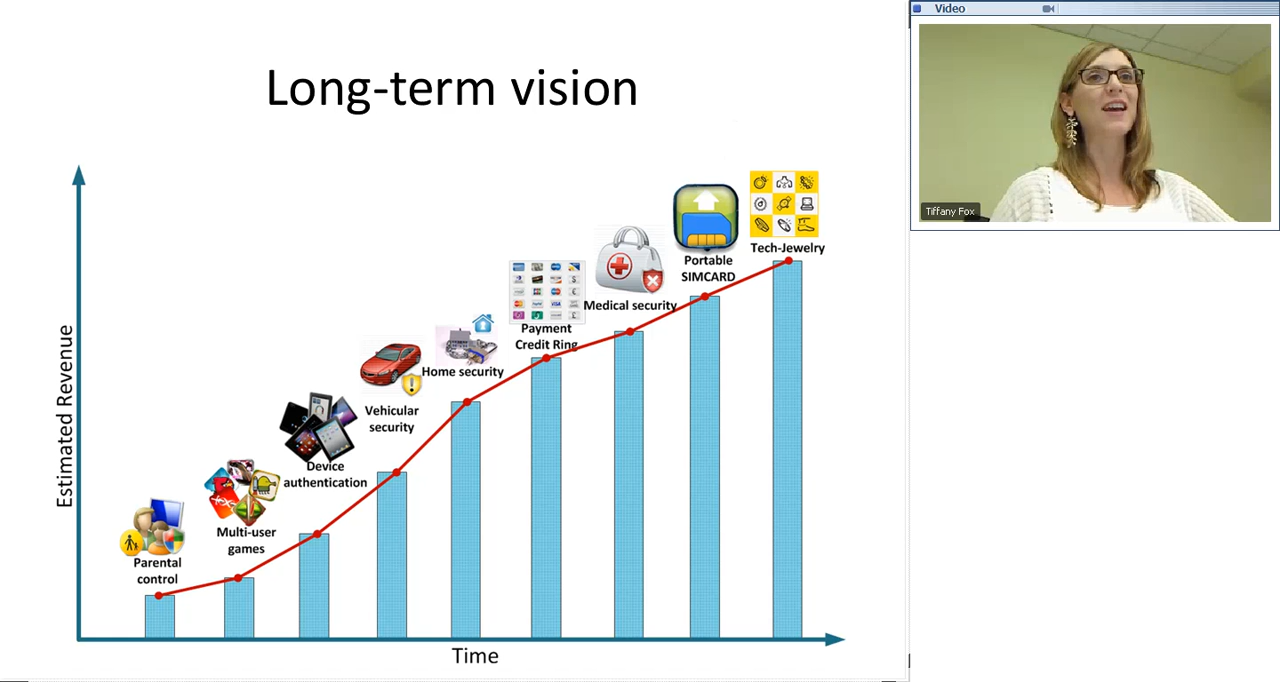 Long-term vision
Estimated Revenue
Parental
control
Multi-user
games
Device
authentication
Vehicular
security
Home security
Payment
Credit Ring
Medical security
Portable
SIMCARD
Tech-Jewelry
Time
Video
Tiffany Fox